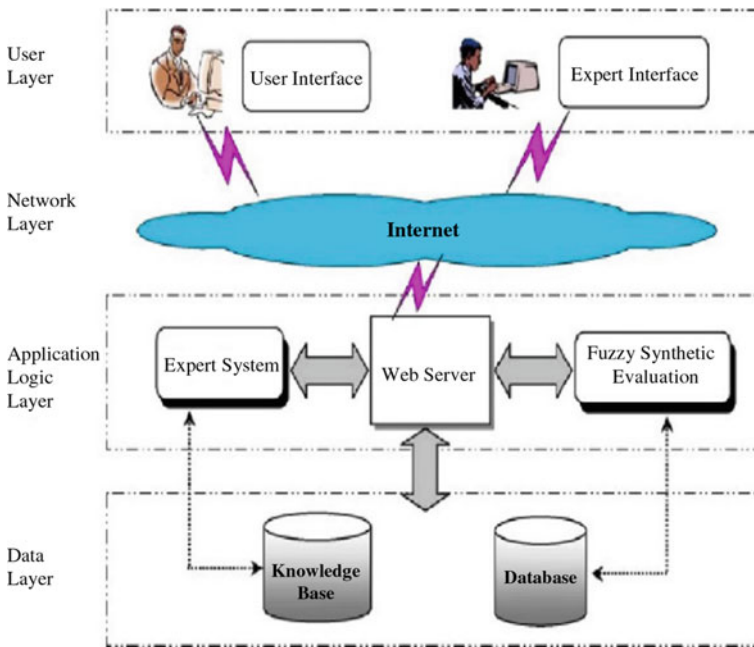 User
Layer
User Interface
Expert Interface
Network
Layer
Internet
Application
Logic
Layer
Expert System
Web Server
Fuzzy Synthetic
Evaluation
Data
Layer
Knowledge
Base
Database